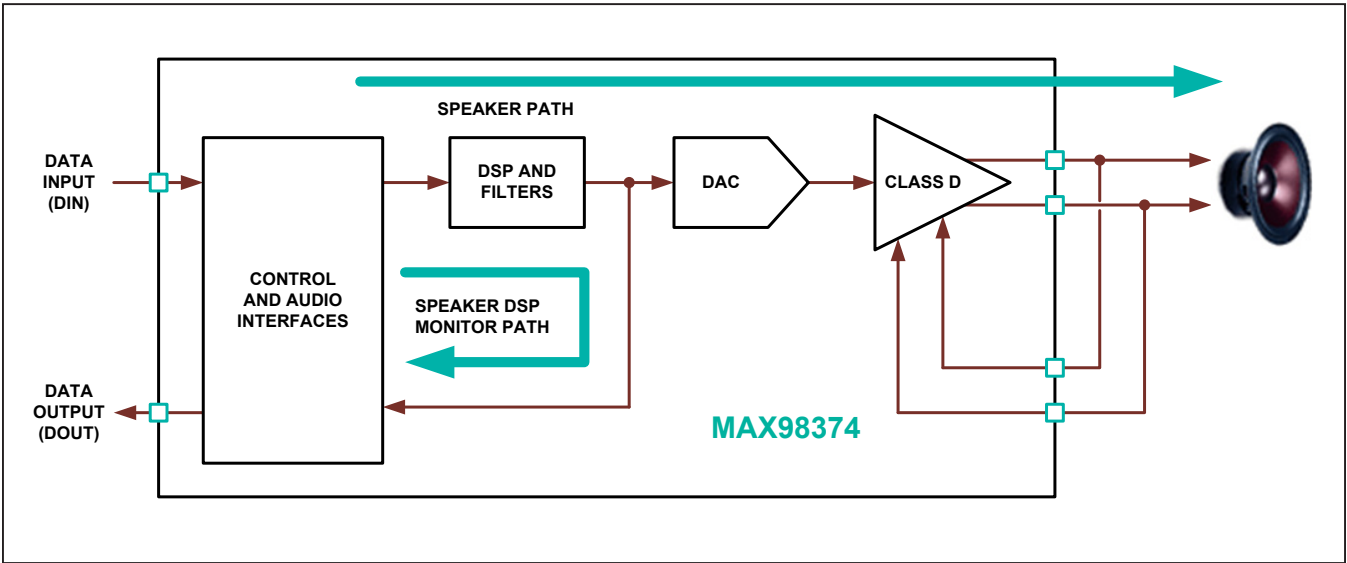 SPEAKER PATH
DATA
INPUT
(DIN)
DSP AND
FILTERS
DAC
CLASS D
CONTROL
AND AUDIO
INTERFACES
SPEAKER DSP
MONITOR PATH
DATA
OUTPUT
(DOUT)
MAX98374